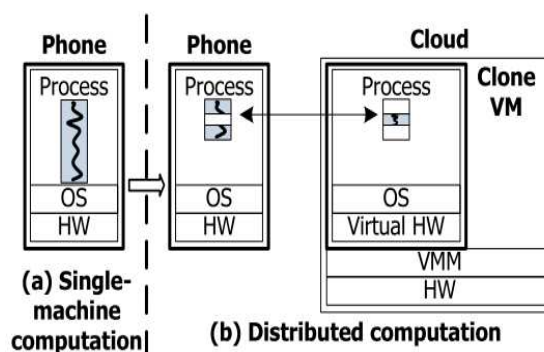 Phone
Process
OS
HW
(a) Single-
machine
computation
Phone
Process
OS
HW
Cloud
Clone
VM
Process
OS
Virtual HW
VMM
HW
(b) Distributed computation